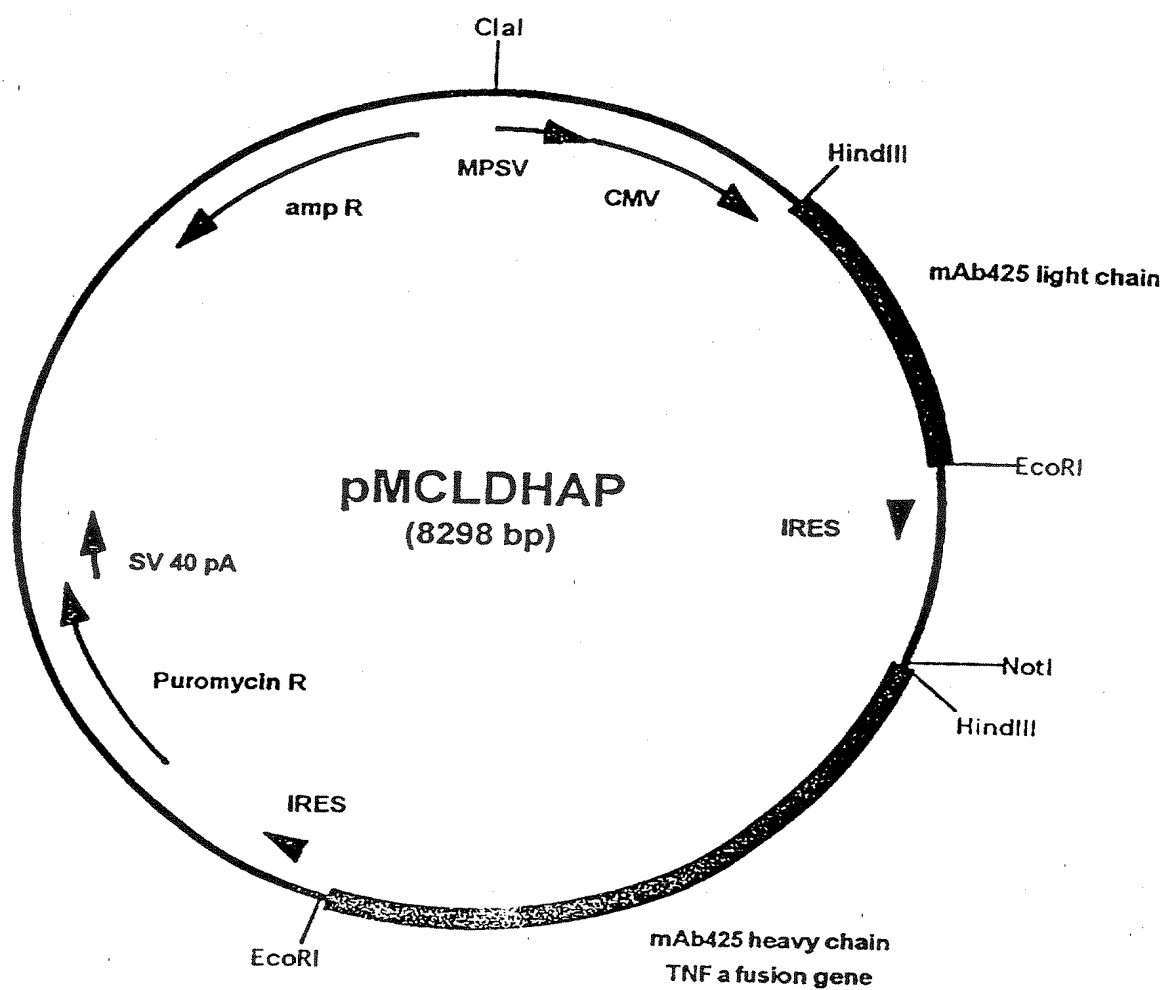 ClaI
HindIII
MPSV
CMV
amp R
mAb425 light chain
EcoRI
pMCLDHAP
(8298 bp)
IRES
SV 40 pA
NotI
Puromycin R
HindIII
IRES
EcoRI
mAb425 heavy chain
TNF a fusion gene